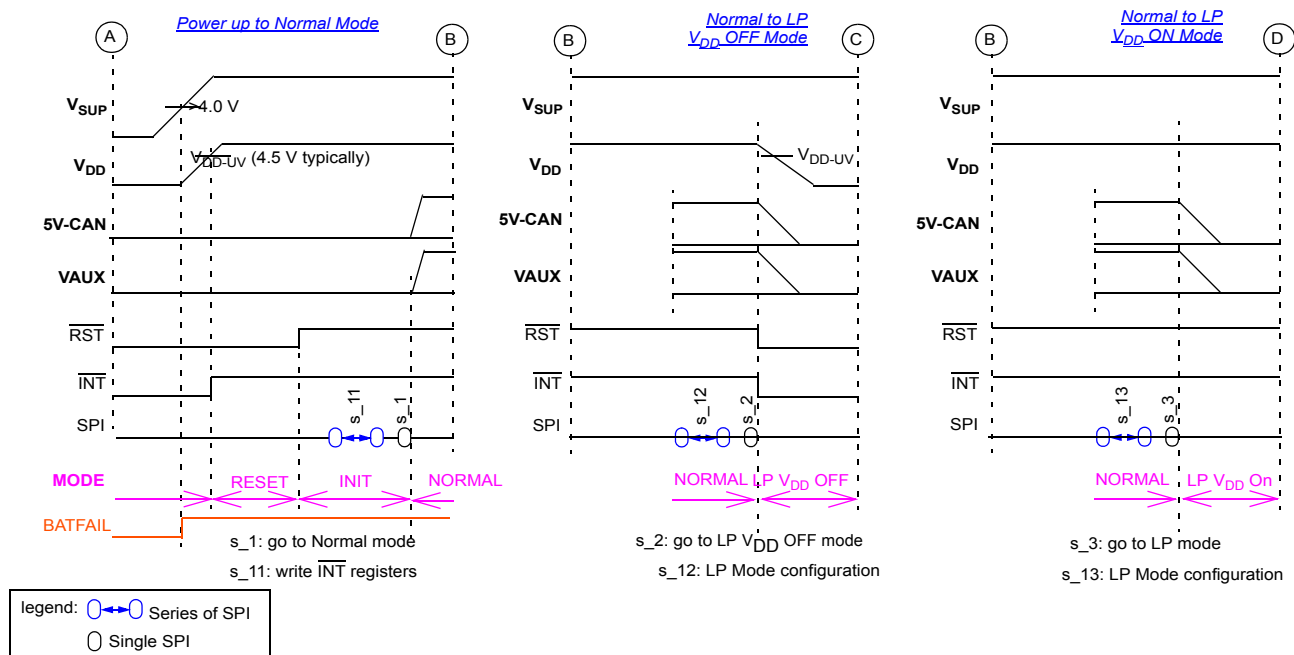 Power up to Normal Mode
A
B
VSUP
4.0 V
VDD
VDD-UV (4.5 V typically)
5V-CAN
VAUX
RST
INT
SPI
s_11
s_1
MODE
RESET
INIT
NORMAL
BATFAIL
s_1: go to Normal mode
s_11: write INT registers
legend:
Series of SPI
Single SPI
Normal to LP
VDD OFF Mode
B
C
VSUP
VDD
VDD-UV
5V-CAN
VAUX
RST
INT
SPI
s_12
s_2
NORMAL
LP VDD OFF
s_2: go to LP VDD OFF mode
s_12: LP Mode configuration
Normal to LP
VDD ON Mode
B
D
VSUP
VDD
5V-CAN
VAUX
RST
INT
SPI
s_13
s_3
NORMAL
LP VDD On
s_3: go to LP mode
s_13: LP Mode configuration